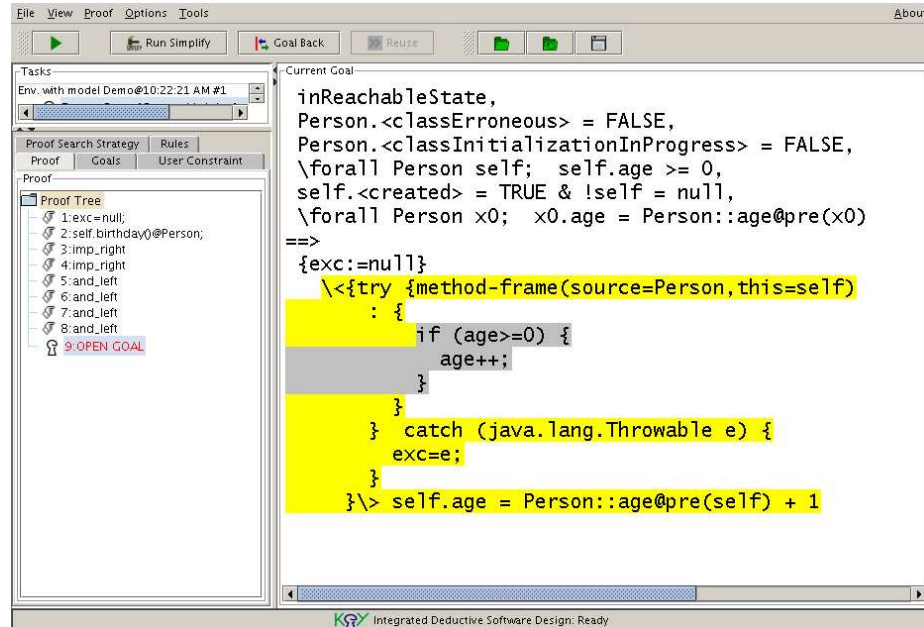 File View Proof Options Tools
About
Run Simplify
Goal Back
Reuse
Tasks
Env. with model Demo@10:22:21 AM #1
Proof Search Strategy Rules
Proof Goals User Constraint
Proof
Proof Tree
1:exc=null;
2:self.birthday()@Person;
3:imp_right
4:imp_right
5:and_left
6:and_left
7:and_left
8:and_left
9:OPEN GOAL
Current Goal
inReachableState,
Person.<classErroneous> = FALSE,
Person.<classInitializationInProgress> = FALSE,
\forall Person self; self.age >= 0,
self.<created> = TRUE & !self = null,
\forall Person x0; x0.age = Person::age@pre(x0)
==>
{exc:=null}
\<{try {method-frame(source=Person,this=self)
: {
if (age>=0) {
age++;
}
}
} catch (java.lang.Throwable e) {
exc=e;
}
}\> self.age = Person::age@pre(self) + 1
KeY Integrated Deductive Software Design: Ready